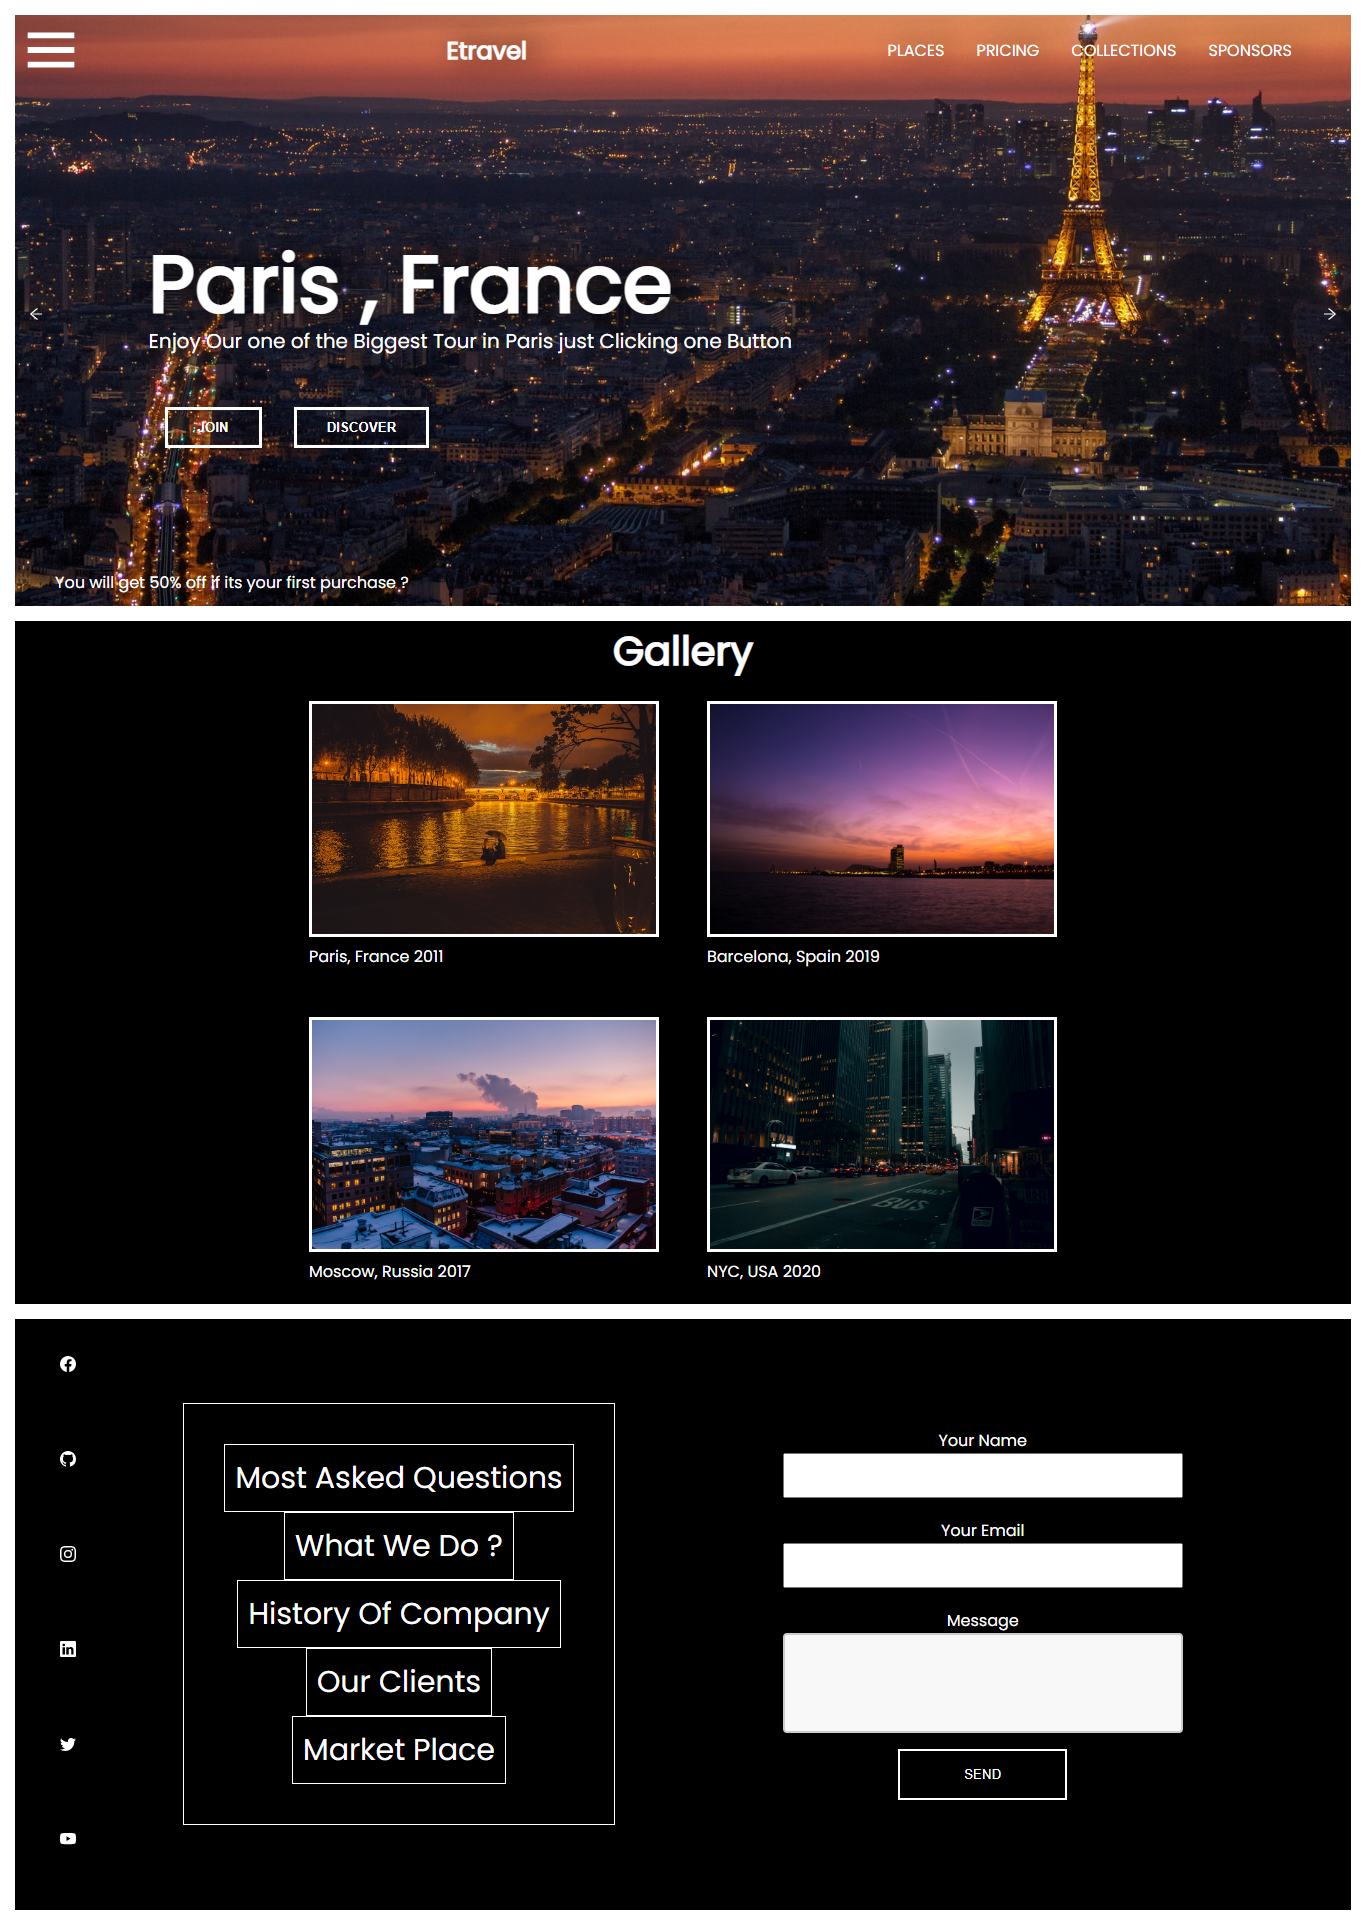 Etravel
PLACES PRICING COLLECTIONS SPONSORS
Paris , France
Enjoy Our one of the Biggest Tour in Paris just Clicking one Button
JOIN DISCOVER
You will get 50% off if its your first purchase ?
Gallery
Paris, France 2011
Barcelona, Spain 2019
ONLY
BUS
Moscow, Russia 2017
NYC, USA 2020
Most Asked Questions
What We Do ?
History Of Company
Our Clients
Market Place
Your Name
Your Email
Message
SEND